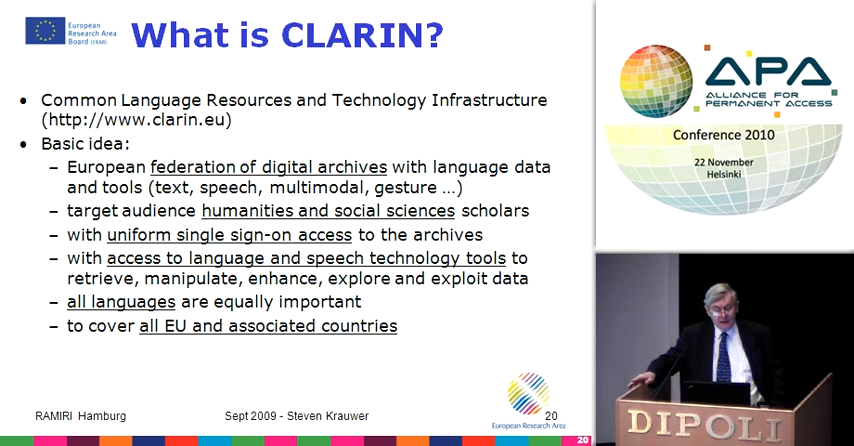 European
Research Area
Board (ERAB)
What is CLARIN?
• Common Language Resources and Technology Infrastructure
(http://www.clarin.eu)
• Basic idea:
– European federation of digital archives with language data
and tools (text, speech, multimodal, gesture …)
– target audience humanities and social sciences scholars
– with uniform single sign-on access to the archives
– with access to language and speech technology tools to
retrieve, manipulate, enhance, explore and exploit data
– all languages are equally important
– to cover all EU and associated countries
RAMIRI Hamburg
Sept 2009 - Steven Krauwer
20
European Research Area
20
APA
ALLIANCE FOR
PERMANENT ACCESS
Conference 2010
22 November
Helsinki
DIPOLI